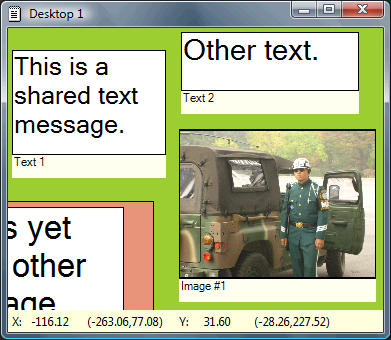 Desktop 1
This is a
shared text
message.
Text 1
Other text.
Text 2
Image #1
s yet
other
age
X: -116.12 (-263.06,77.08) Y: 31.60 (-28.26,227.52)